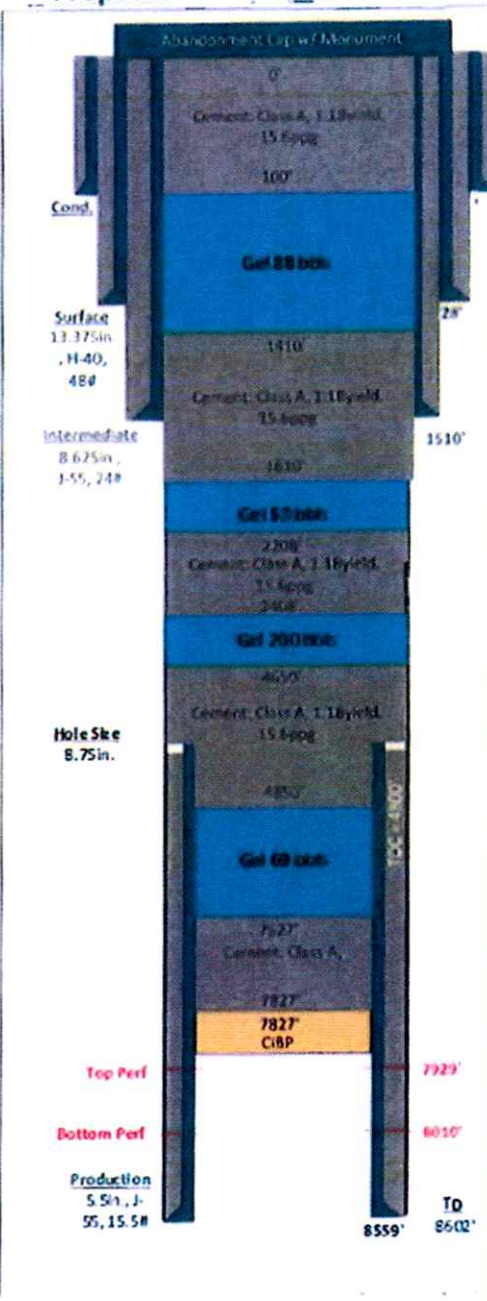 Abandonment Cap w/ Monument
0'
Cement: Class A, 1.18yield,
15.6ppg
100'
Cond.
Gel 88 bbls
28'
Surface
13.375in
, H-40,
48#
1410'
Cement: Class A, 1.18yield,
15.6ppg
1510'
Intermediate
8.625in ,
J-55, 24#
1610'
Gel 53 bbls
2208'
Cement: Class A, 1.18yield,
15.6ppg
2408'
Gel 200 bbls
4650'
Cement: Class A, 1.18yield,
15.6ppg
Hole Size
8.75in.
4850'
TOC = 4800'
Gel 69 bbls
7627'
Cement: Class A,
7827'
7827'
CIBP
Top Perf
7929'
Bottom Perf
8010'
Production
5.5in., J-
55, 15.5#
8559'
TD
8602'